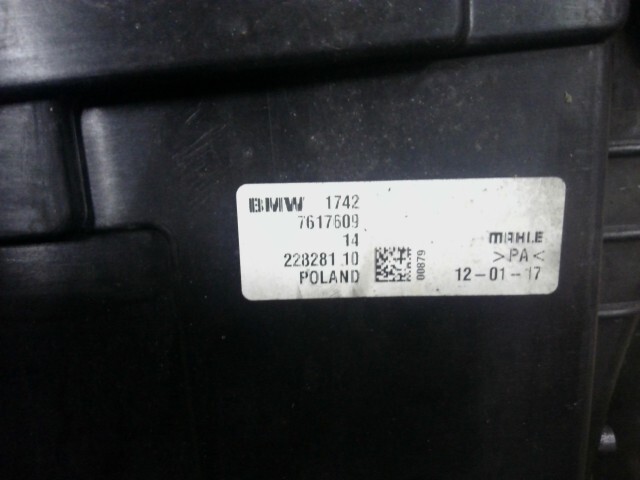 BMW 1742
7617609
14
228281 10
POLAND
00879
MAHLE
>PA<
12-01-17